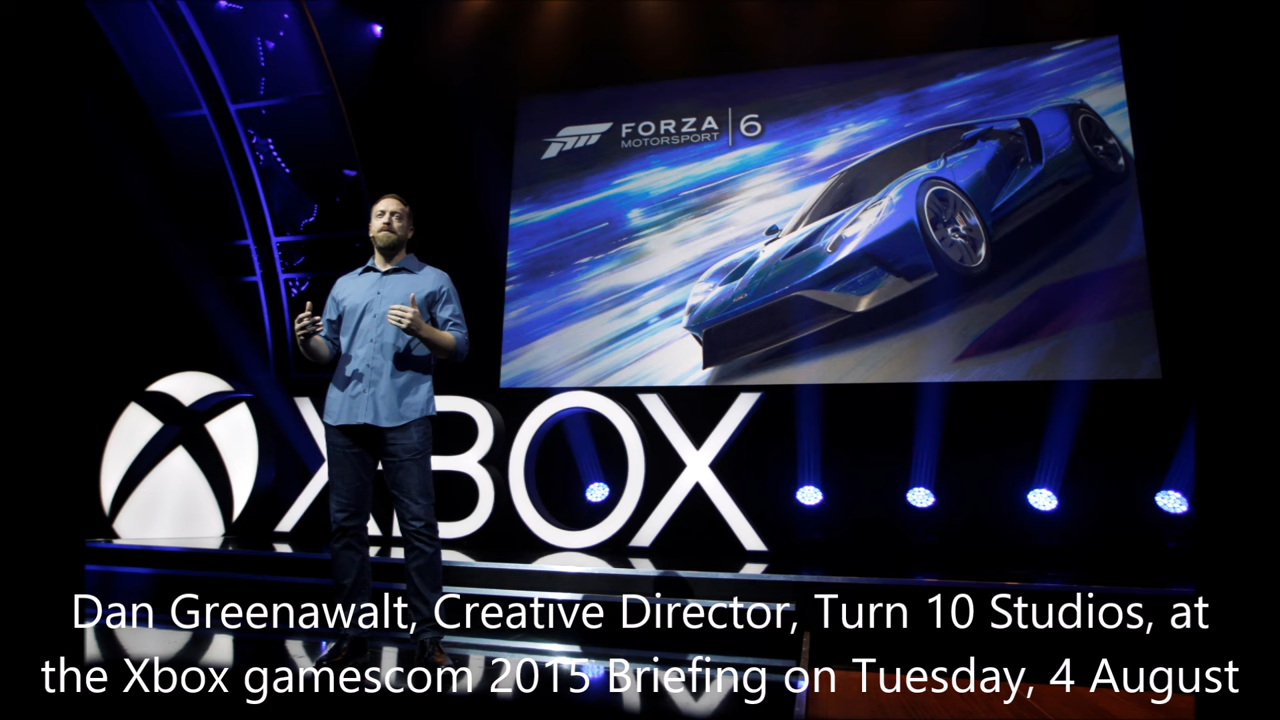 FORZA
MOTORSPORT
6
XBOX
Dan Greenawalt, Creative Director, Turn 10 Studios, at
the Xbox gamescom 2015 Briefing on Tuesday, 4 August